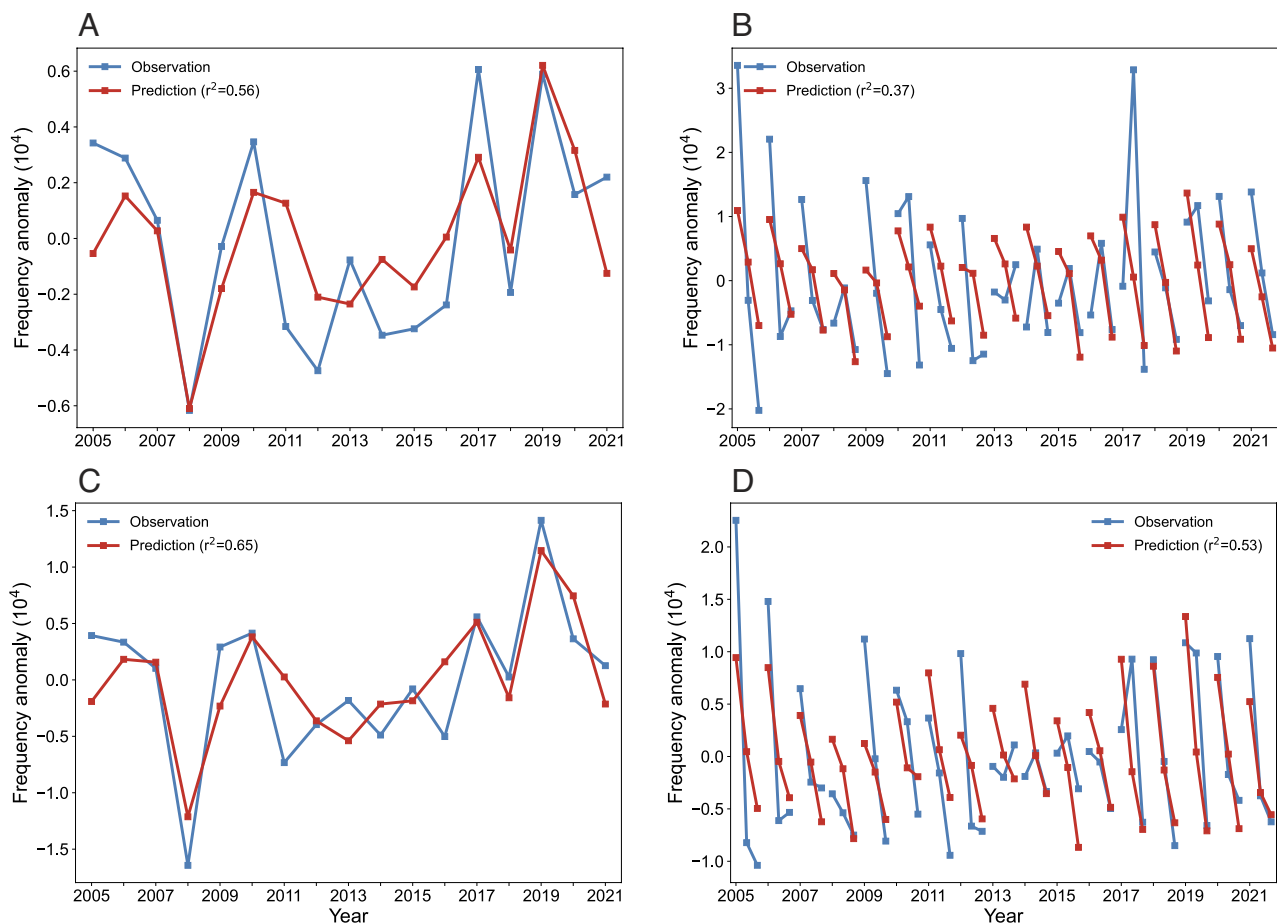 A
Observation
Prediction (r²=0.56)
Frequency anomaly (10⁴)
0.6
0.4
0.2
0.0
−0.2
−0.4
−0.6
2005 2007 2009 2011 2013 2015 2017 2019 2021
B
Observation
Prediction (r²=0.37)
Frequency anomaly (10⁴)
3
2
1
0
−1
−2
2005 2007 2009 2011 2013 2015 2017 2019 2021
C
Observation
Prediction (r²=0.65)
Frequency anomaly (10⁴)
1.5
1.0
0.5
0.0
−0.5
−1.0
−1.5
2005 2007 2009 2011 2013 2015 2017 2019 2021
Year
D
Observation
Prediction (r²=0.53)
Frequency anomaly (10⁴)
2.0
1.5
1.0
0.5
0.0
−0.5
−1.0
2005 2007 2009 2011 2013 2015 2017 2019 2021
Year